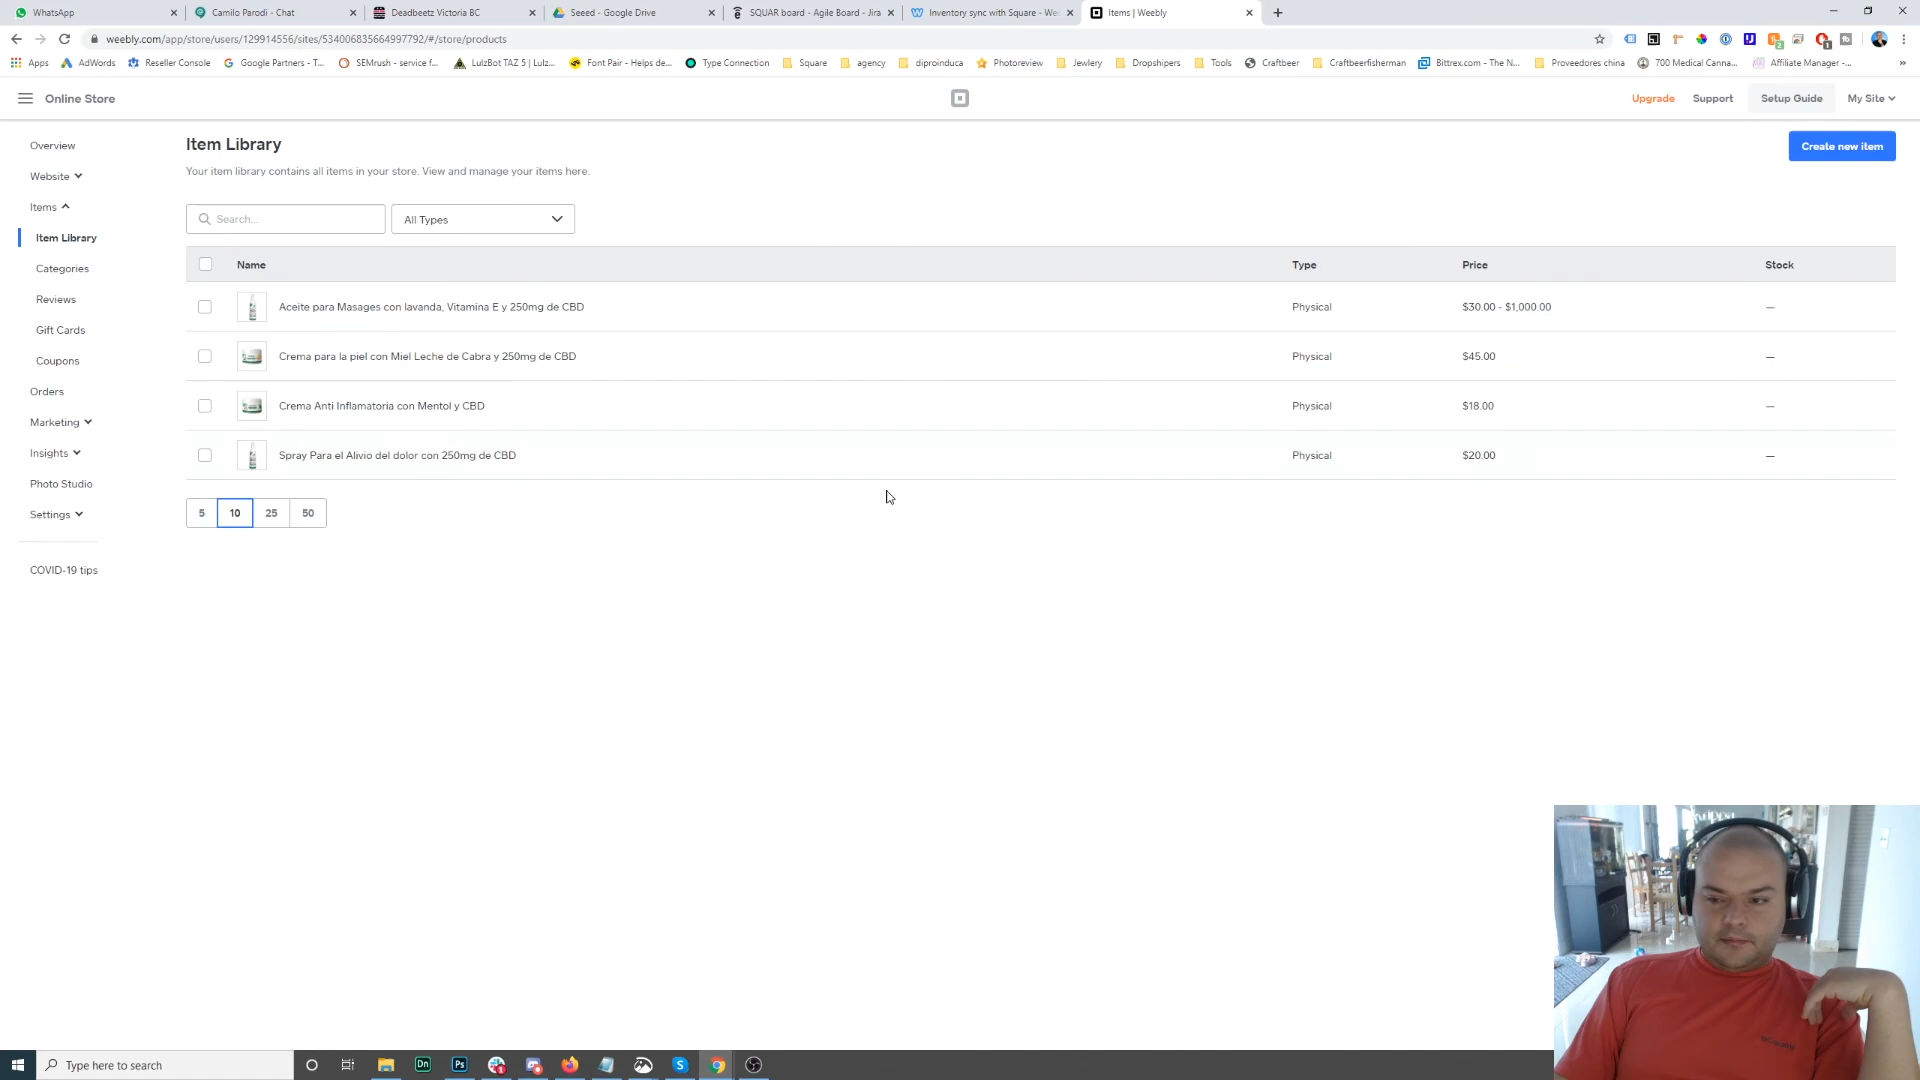 WhatsApp
Camilo Parodi - Chat
Deadbeetz Victoria BC
Seeed - Google Drive
SQUAR board - Agile Board - Jira
Inventory sync with Square - We
Items | Weebly
weebly.com/app/store/users/129914556/sites/534006835664997792/#/store/products
Apps
AdWords
Reseller Console
Google Partners - T...
SEMrush - service f...
LulzBot TAZ 5 | Lulz...
Font Pair - Helps de...
Type Connection
Square
agency
diproinduca
Photoreview
Jewlery
Dropshipers
Tools
Craftbeer
Craftbeerfisherman
Bittrex.com - The N...
Proveedores china
700 Medical Canna...
Affiliate Manager -...
»
Online Store
Upgrade
Support
Setup Guide
My Site
Overview
Website
Items
Item Library
Categories
Reviews
Gift Cards
Coupons
Orders
Marketing
Insights
Photo Studio
Settings
COVID-19 tips
Item Library
Your item library contains all items in your store. View and manage your items here.
Create new item
Search...
All Types
Name Type Price Stock
Aceite para Masages con lavanda, Vitamina E y 250mg de CBD Physical $30.00 - $1,000.00 —
Crema para la piel con Miel Leche de Cabra y 250mg de CBD Physical $45.00 —
Crema Anti Inflamatoria con Mentol y CBD Physical $18.00 —
Spray Para el Alivio del dolor con 250mg de CBD Physical $20.00 —
5 10 25 50
Type here to search
Dn
Ps